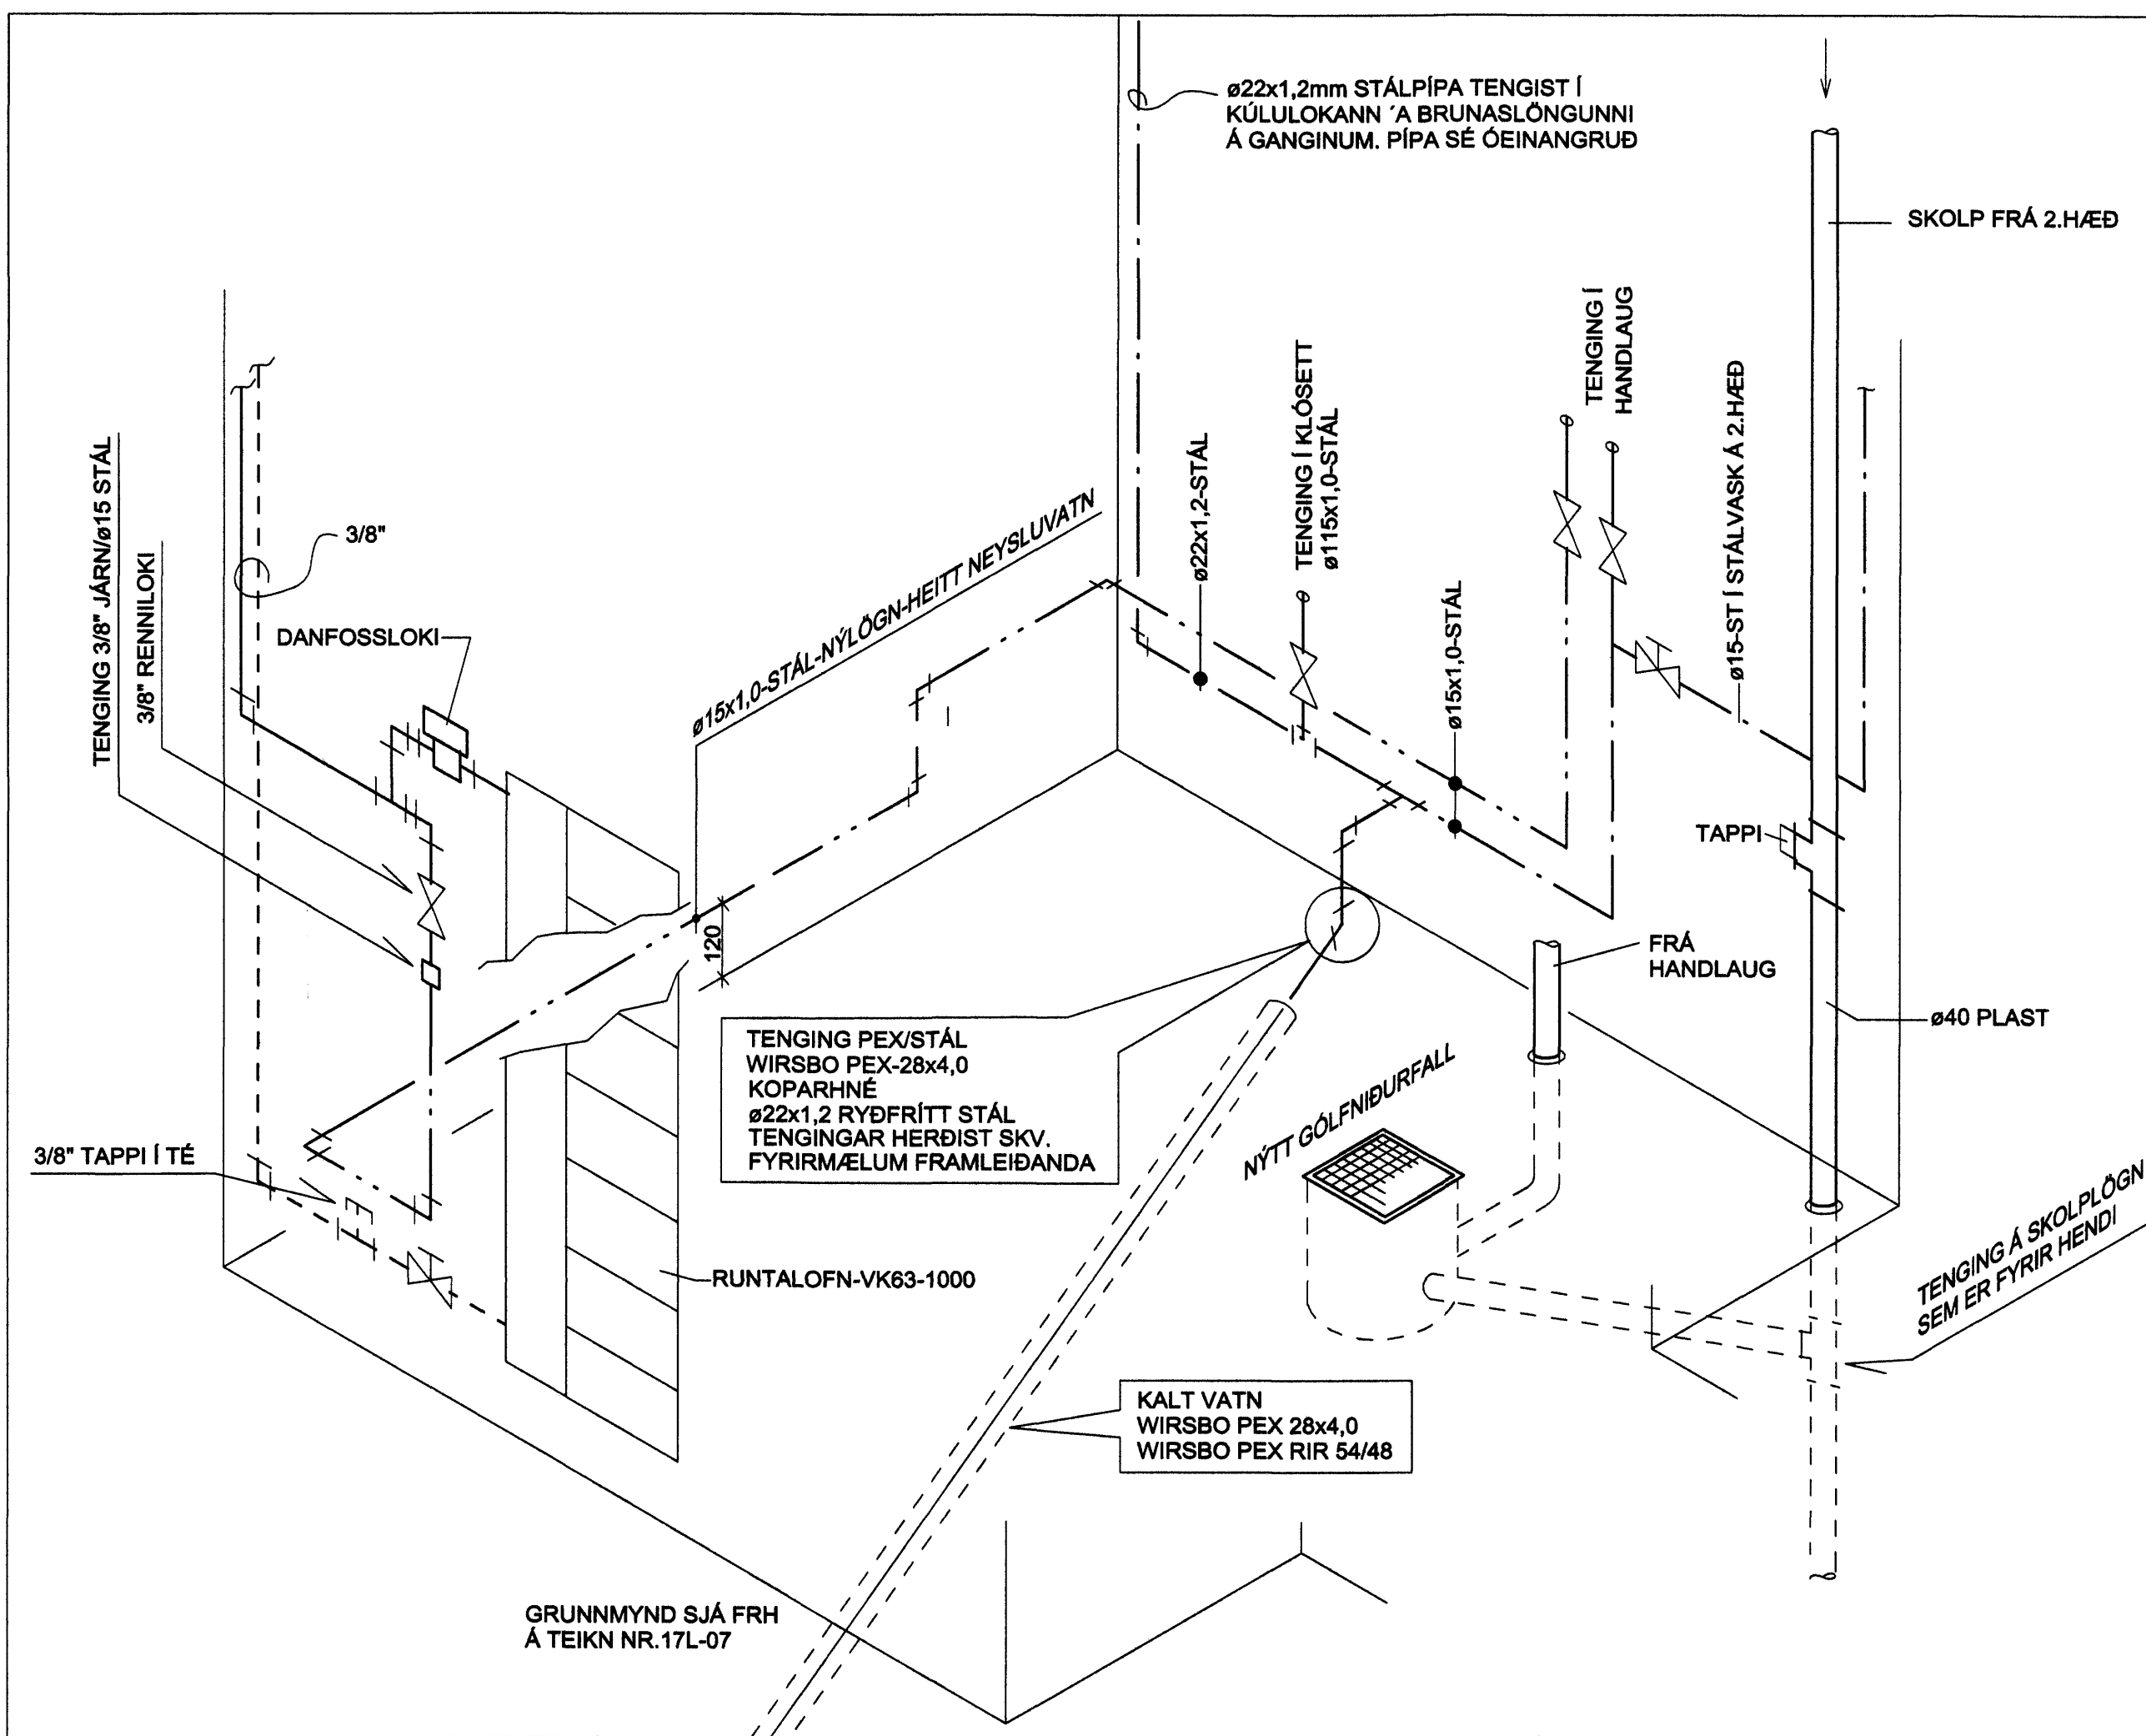 ø22x1,2mm STÁLPÍPA TENGIST Í
KÚLULOKANN ´A BRUNASLÖNGUNNI
Á GANGINUM. PÍPA SÉ ÓEINANGRUÐ
SKOLP FRÁ 2.HÆÐ
TENGING Í
HANDLAUG
TENGING Í KLÓSETT
ø115x1,0-STÁL
ø22x1,2-STÁL
ø15-ST Í STÁLVASK Á 2.HÆÐ
ø15x1,0-STÁL
TENGING 3/8" JÁRN/ø15 STÁL
3/8" RENNILOKI
3/8"
DANFOSSLOKI
ø15x1,0-STÁL-NÝLÖGN-HEITT NEYSLUVATN
TAPPI
120
FRÁ
HANDLAUG
ø40 PLAST
TENGING PEX/STÁL
WIRSBO PEX-28x4,0
KOPARHNÉ
ø22x1,2 RYÐFRÍTT STÁL
TENGINGAR HERÐIST SKV.
FYRIRMÆLUM FRAMLEIÐANDA
NÝTT GÓLFNIÐURFALL
3/8" TAPPI Í TÉ
RUNTALOFN-VK63-1000
TENGING Á SKOLPLÖGN
SEM ER FYRIR HENDI
KALT VATN
WIRSBO PEX 28x4,0
WIRSBO PEX RIR 54/48
GRUNNMYND SJÁ FRH
Á TEIKN NR.17L-07